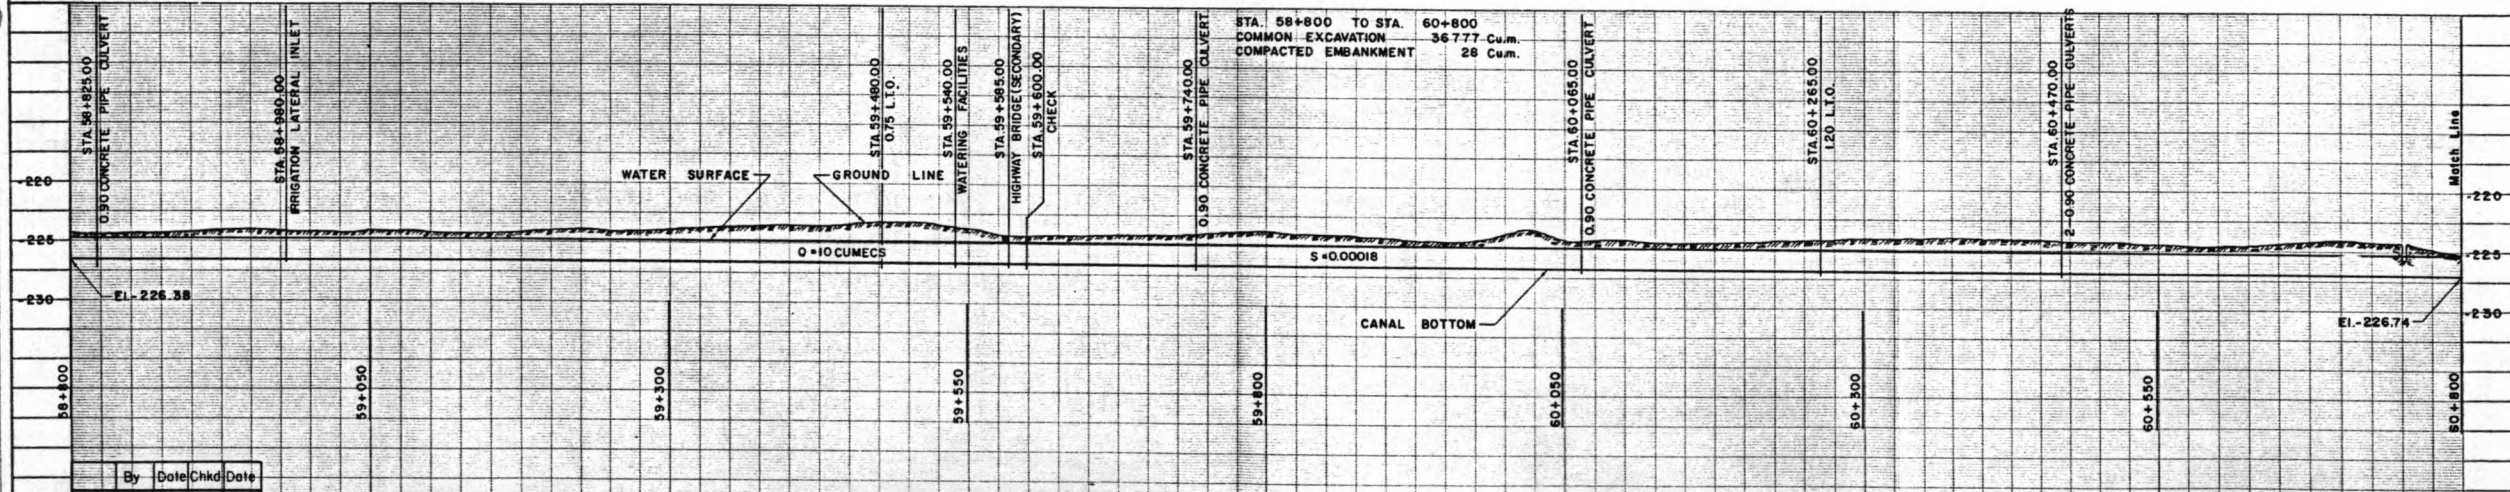 STA. 58+825.00
0.90 CONCRETE PIPE CULVERT
STA. 58+980.00
IRRIGATION LATERAL INLET
STA. 59+480.00
0.75 L.T.O.
STA. 59+540.00
WATERING FACILITIES
STA. 59+585.00
HIGHWAY BRIDGE (SECONDARY)
STA. 59+600.00
CHECK
STA. 59+740.00
0.90 CONCRETE PIPE CULVERT
STA. 58+800 TO STA. 60+800
COMMON EXCAVATION 36777 Cu.m.
COMPACTED EMBANKMENT 28 Cu.m.
STA. 60+065.00
0.90 CONCRETE PIPE CULVERT
STA. 60+265.00
1.20 L.T.O.
STA. 60+470.00
2-0.90 CONCRETE PIPE CULVERTS
Match Line
-220
WATER SURFACE
GROUND LINE
-220
-225
Q=10 CUMECS
S=0.00018
-225
-230
El.-226.38
CANAL BOTTOM
El.-226.74
-230
58+800
59+050
59+300
59+550
59+800
60+050
60+300
60+550
60+800
By Date Chkd Date